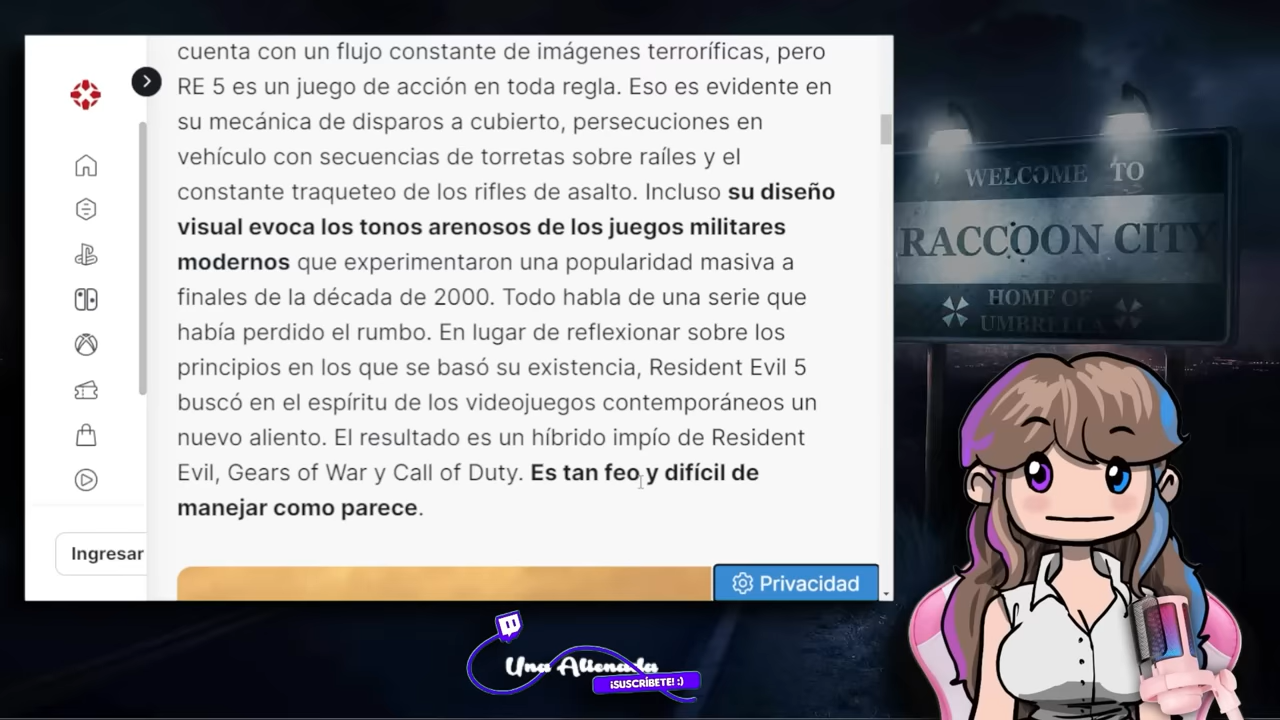 cuenta con un flujo constante de imágenes terroríficas, pero
RE 5 es un juego de acción en toda regla. Eso es evidente en
su mecánica de disparos a cubierto, persecuciones en
vehículo con secuencias de torretas sobre raíles y el
constante traqueteo de los rifles de asalto. Incluso su diseño
visual evoca los tonos arenosos de los juegos militares
modernos que experimentaron una popularidad masiva a
finales de la década de 2000. Todo habla de una serie que
había perdido el rumbo. En lugar de reflexionar sobre los
principios en los que se basó su existencia, Resident Evil 5
buscó en el espíritu de los videojuegos contemporáneos un
nuevo aliento. El resultado es un híbrido impío de Resident
Evil, Gears of War y Call of Duty. Es tan feo y difícil de
manejar como parece.
Ingresar
Privacidad
WELCOME TO
RACCOON CITY
HOME OF
UMBRELLA
Una Alienada
¡SUSCRÍBETE! :)